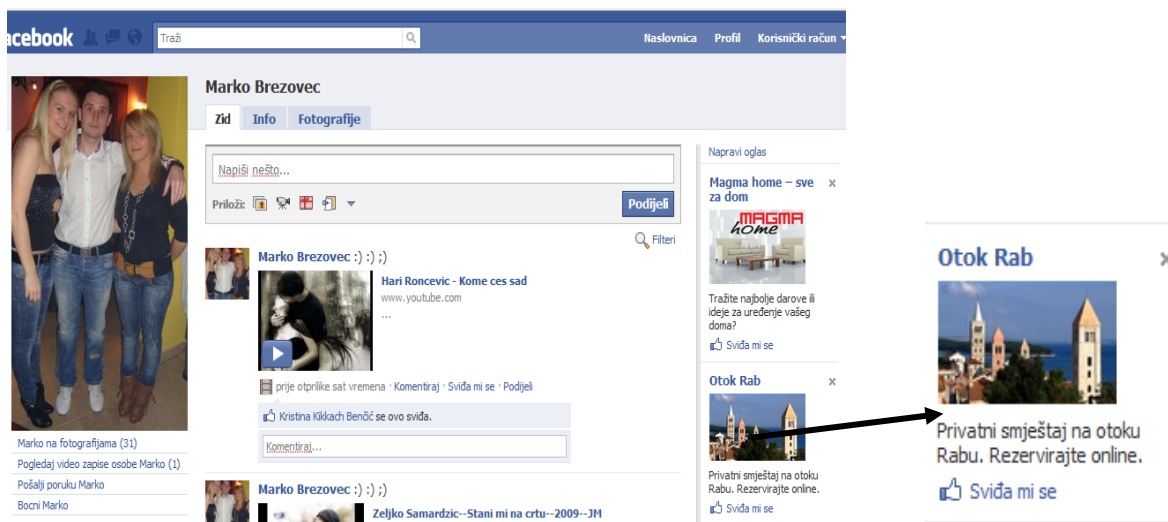 facebook
Traži
Naslovnica Profil Korisnički račun
Marko Brezovec
Zid Info Fotografije
Napiši nešto...
Priloži:
Podijeli
Filteri
Marko Brezovec :) :) ;)
Hari Roncevic - Kome ces sad
www.youtube.com
...
prije otprilike sat vremena · Komentiraj · Sviđa mi se · Podijeli
Kristina Kikkach Benčić se ovo sviđa.
Komentiraj...
Marko Brezovec :) :) ;)
Zeljko Samardzic--Stani mi na crtu--2009--JM
Marko na fotografijama (31)
Pogledaj video zapise osobe Marko (1)
Pošalji poruku Marko
Bocni Marko
Napravi oglas
Magma home – sve x
za dom
MAGMA
home
Tražite najbolje darove ili
ideje za uređenje vašeg
doma?
Sviđa mi se
Otok Rab x
Privatni smještaj na otoku
Rabu. Rezervirajte online.
Sviđa mi se
Otok Rab x
Privatni smještaj na otoku
Rabu. Rezervirajte online.
Sviđa mi se